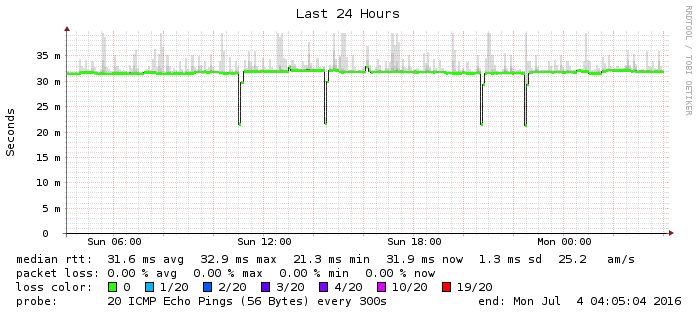 Last 24 Hours
RRDTOOL / TOBI OETIKER
Seconds
35 m
30 m
25 m
20 m
15 m
10 m
5 m
0
Sun 06:00 Sun 12:00 Sun 18:00 Mon 00:00
median rtt: 31.6 ms avg 32.9 ms max 21.3 ms min 31.9 ms now 1.3 ms sd 25.2 am/s
packet loss: 0.00 % avg 0.00 % max 0.00 % min 0.00 % now
loss color: 0 1/20 2/20 3/20 4/20 10/20 19/20
probe: 20 ICMP Echo Pings (56 Bytes) every 300s end: Mon Jul 4 04:05:04 2016